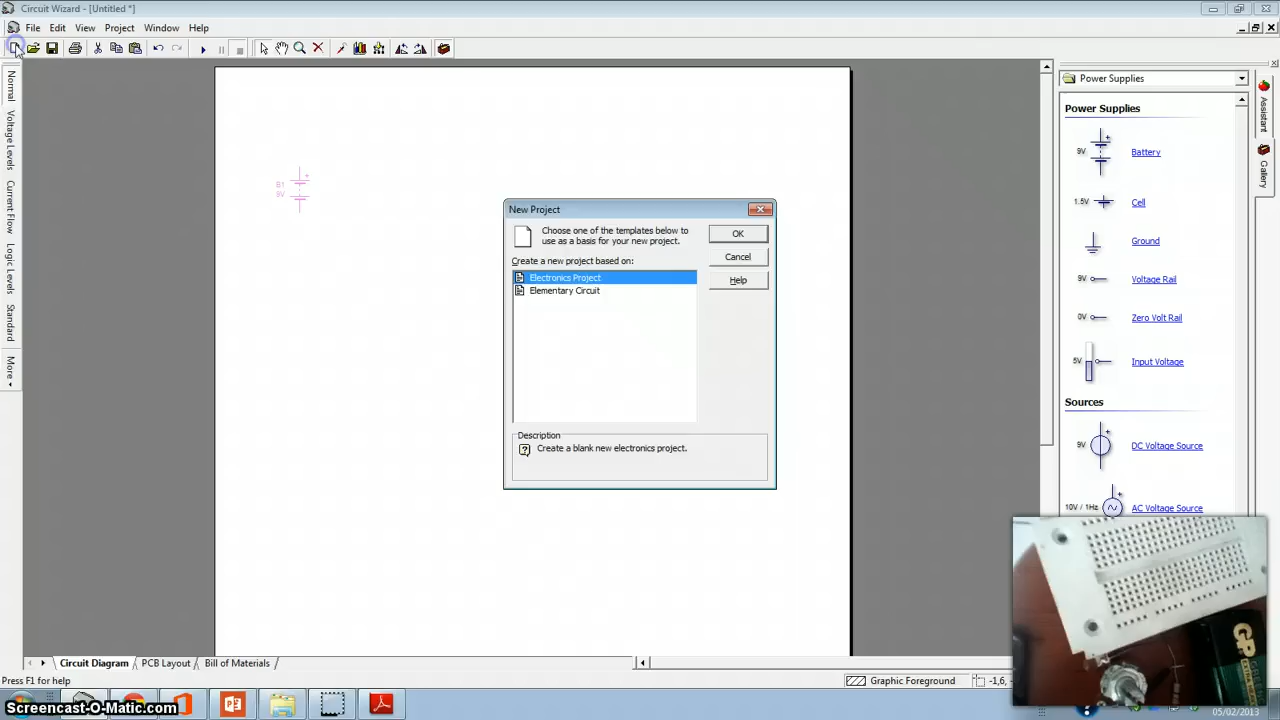 Circuit Wizard - [Untitled *]
File Edit View Project Window Help
Normal
Voltage Levels
Current Flow
Logic Levels
Standard
More
B1
9V
New Project
Choose one of the templates below to
use as a basis for your new project.
Create a new project based on:
Electronics Project
Elementary Circuit
OK
Cancel
Help
Description
Create a blank new electronics project.
Power Supplies
Power Supplies
9V Battery
1.5V Cell
Ground
9V Voltage Rail
0V Zero Volt Rail
5V Input Voltage
Sources
9V DC Voltage Source
10V / 1Hz AC Voltage Source
Assistant
Gallery
GP
Circuit Diagram PCB Layout Bill of Materials
Press F1 for help
Graphic Foreground
-1,6,
Screencast-O-Matic.com
05/02/2013